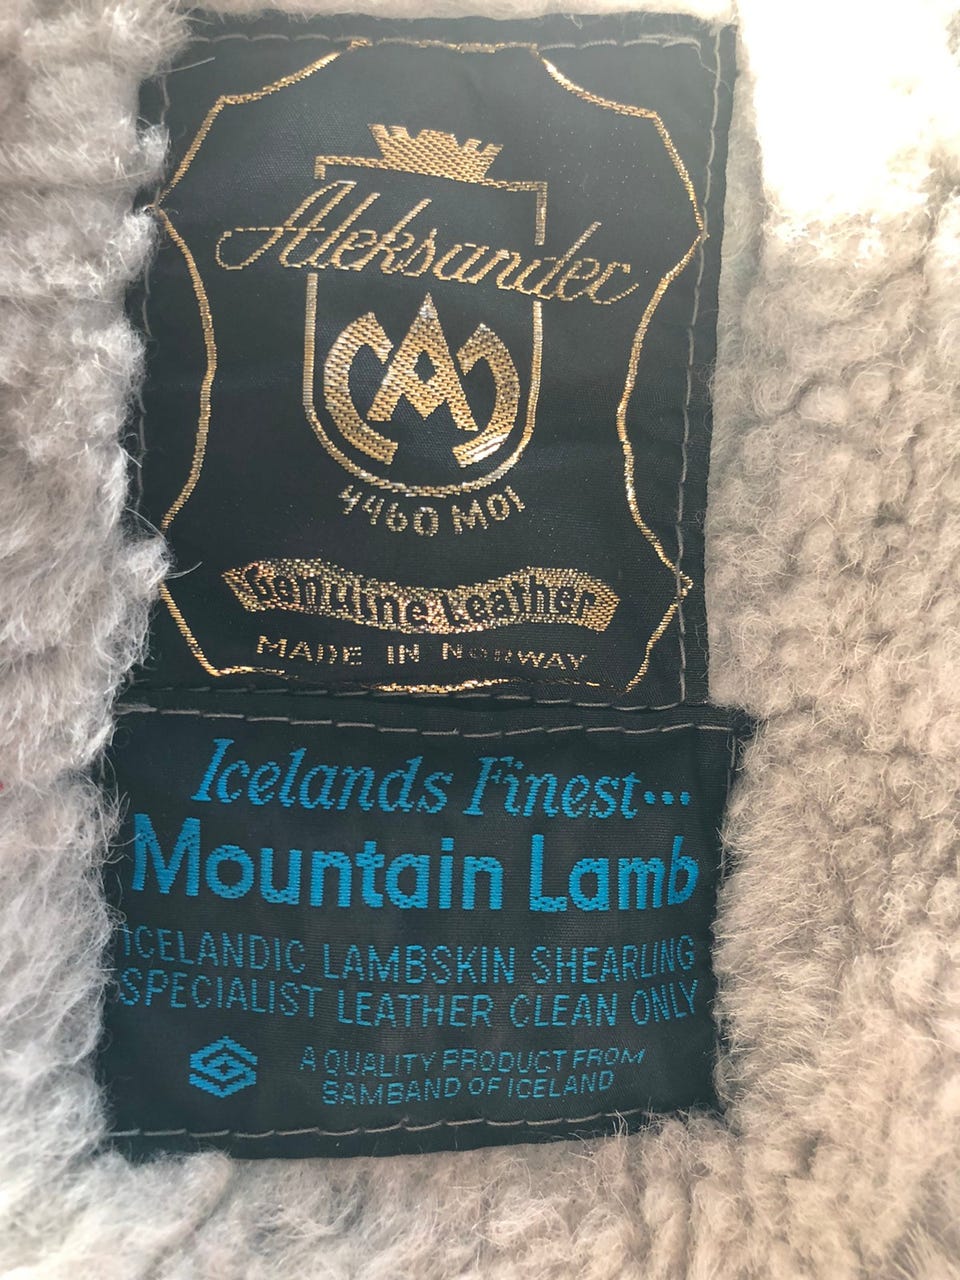 Aleksander
CAC
4460 MOI
Genuine Leather
MADE IN NORWAY
Icelands Finest...
Mountain Lamb
ICELANDIC LAMBSKIN SHEARLING
SPECIALIST LEATHER CLEAN ONLY
A QUALITY PRODUCT FROM
SAMBAND OF ICELAND